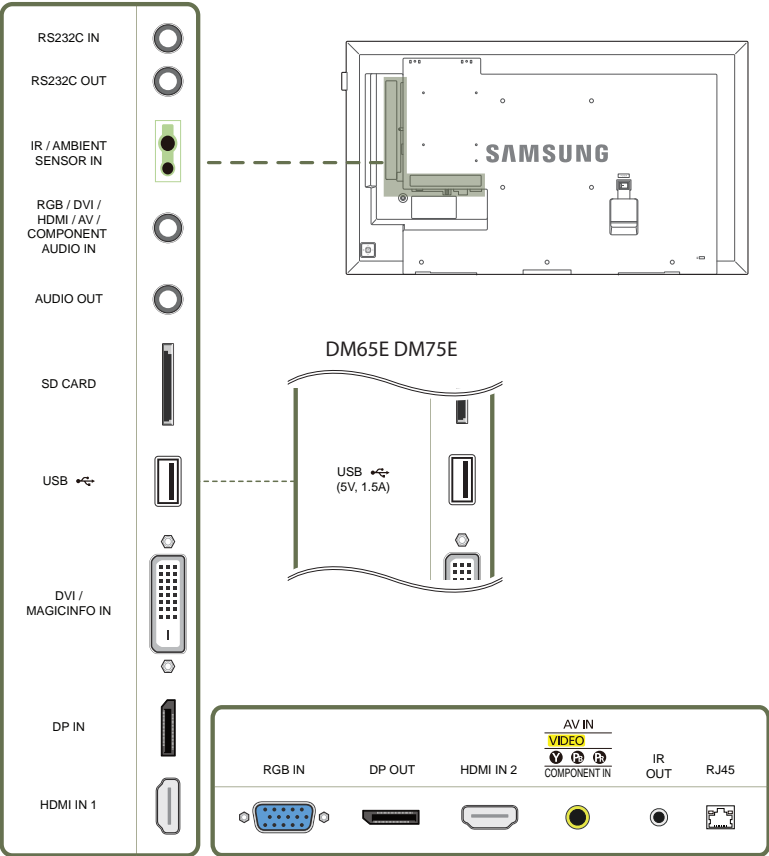 RS232C IN
RS232C OUT
IR / AMBIENT
SENSOR IN
RGB / DVI /
HDMI / AV /
COMPONENT
AUDIO IN
AUDIO OUT
SD CARD
USB
DVI /
MAGICINFO IN
DP IN
HDMI IN 1
SAMSUNG
DM65E DM75E
USB
(5V, 1.5A)
RGB IN
DP OUT
HDMI IN 2
AV IN
VIDEO
Y PB PR
COMPONENT IN
IR
OUT
RJ45